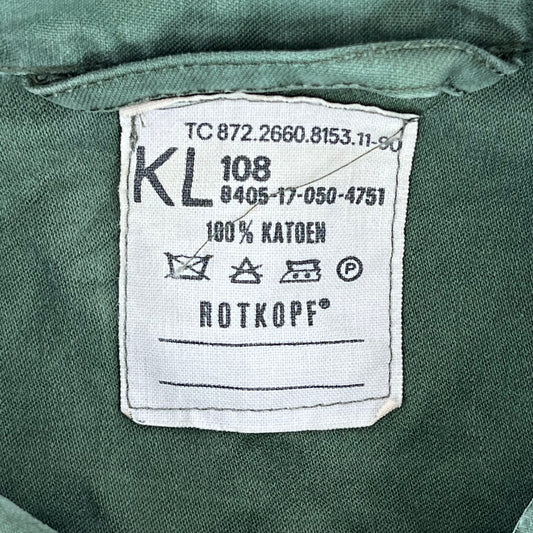 TC 872.2660.8153.11-90
KL 108
8405-17-050-4751
100% KATOEN
P
ROTKOPF®